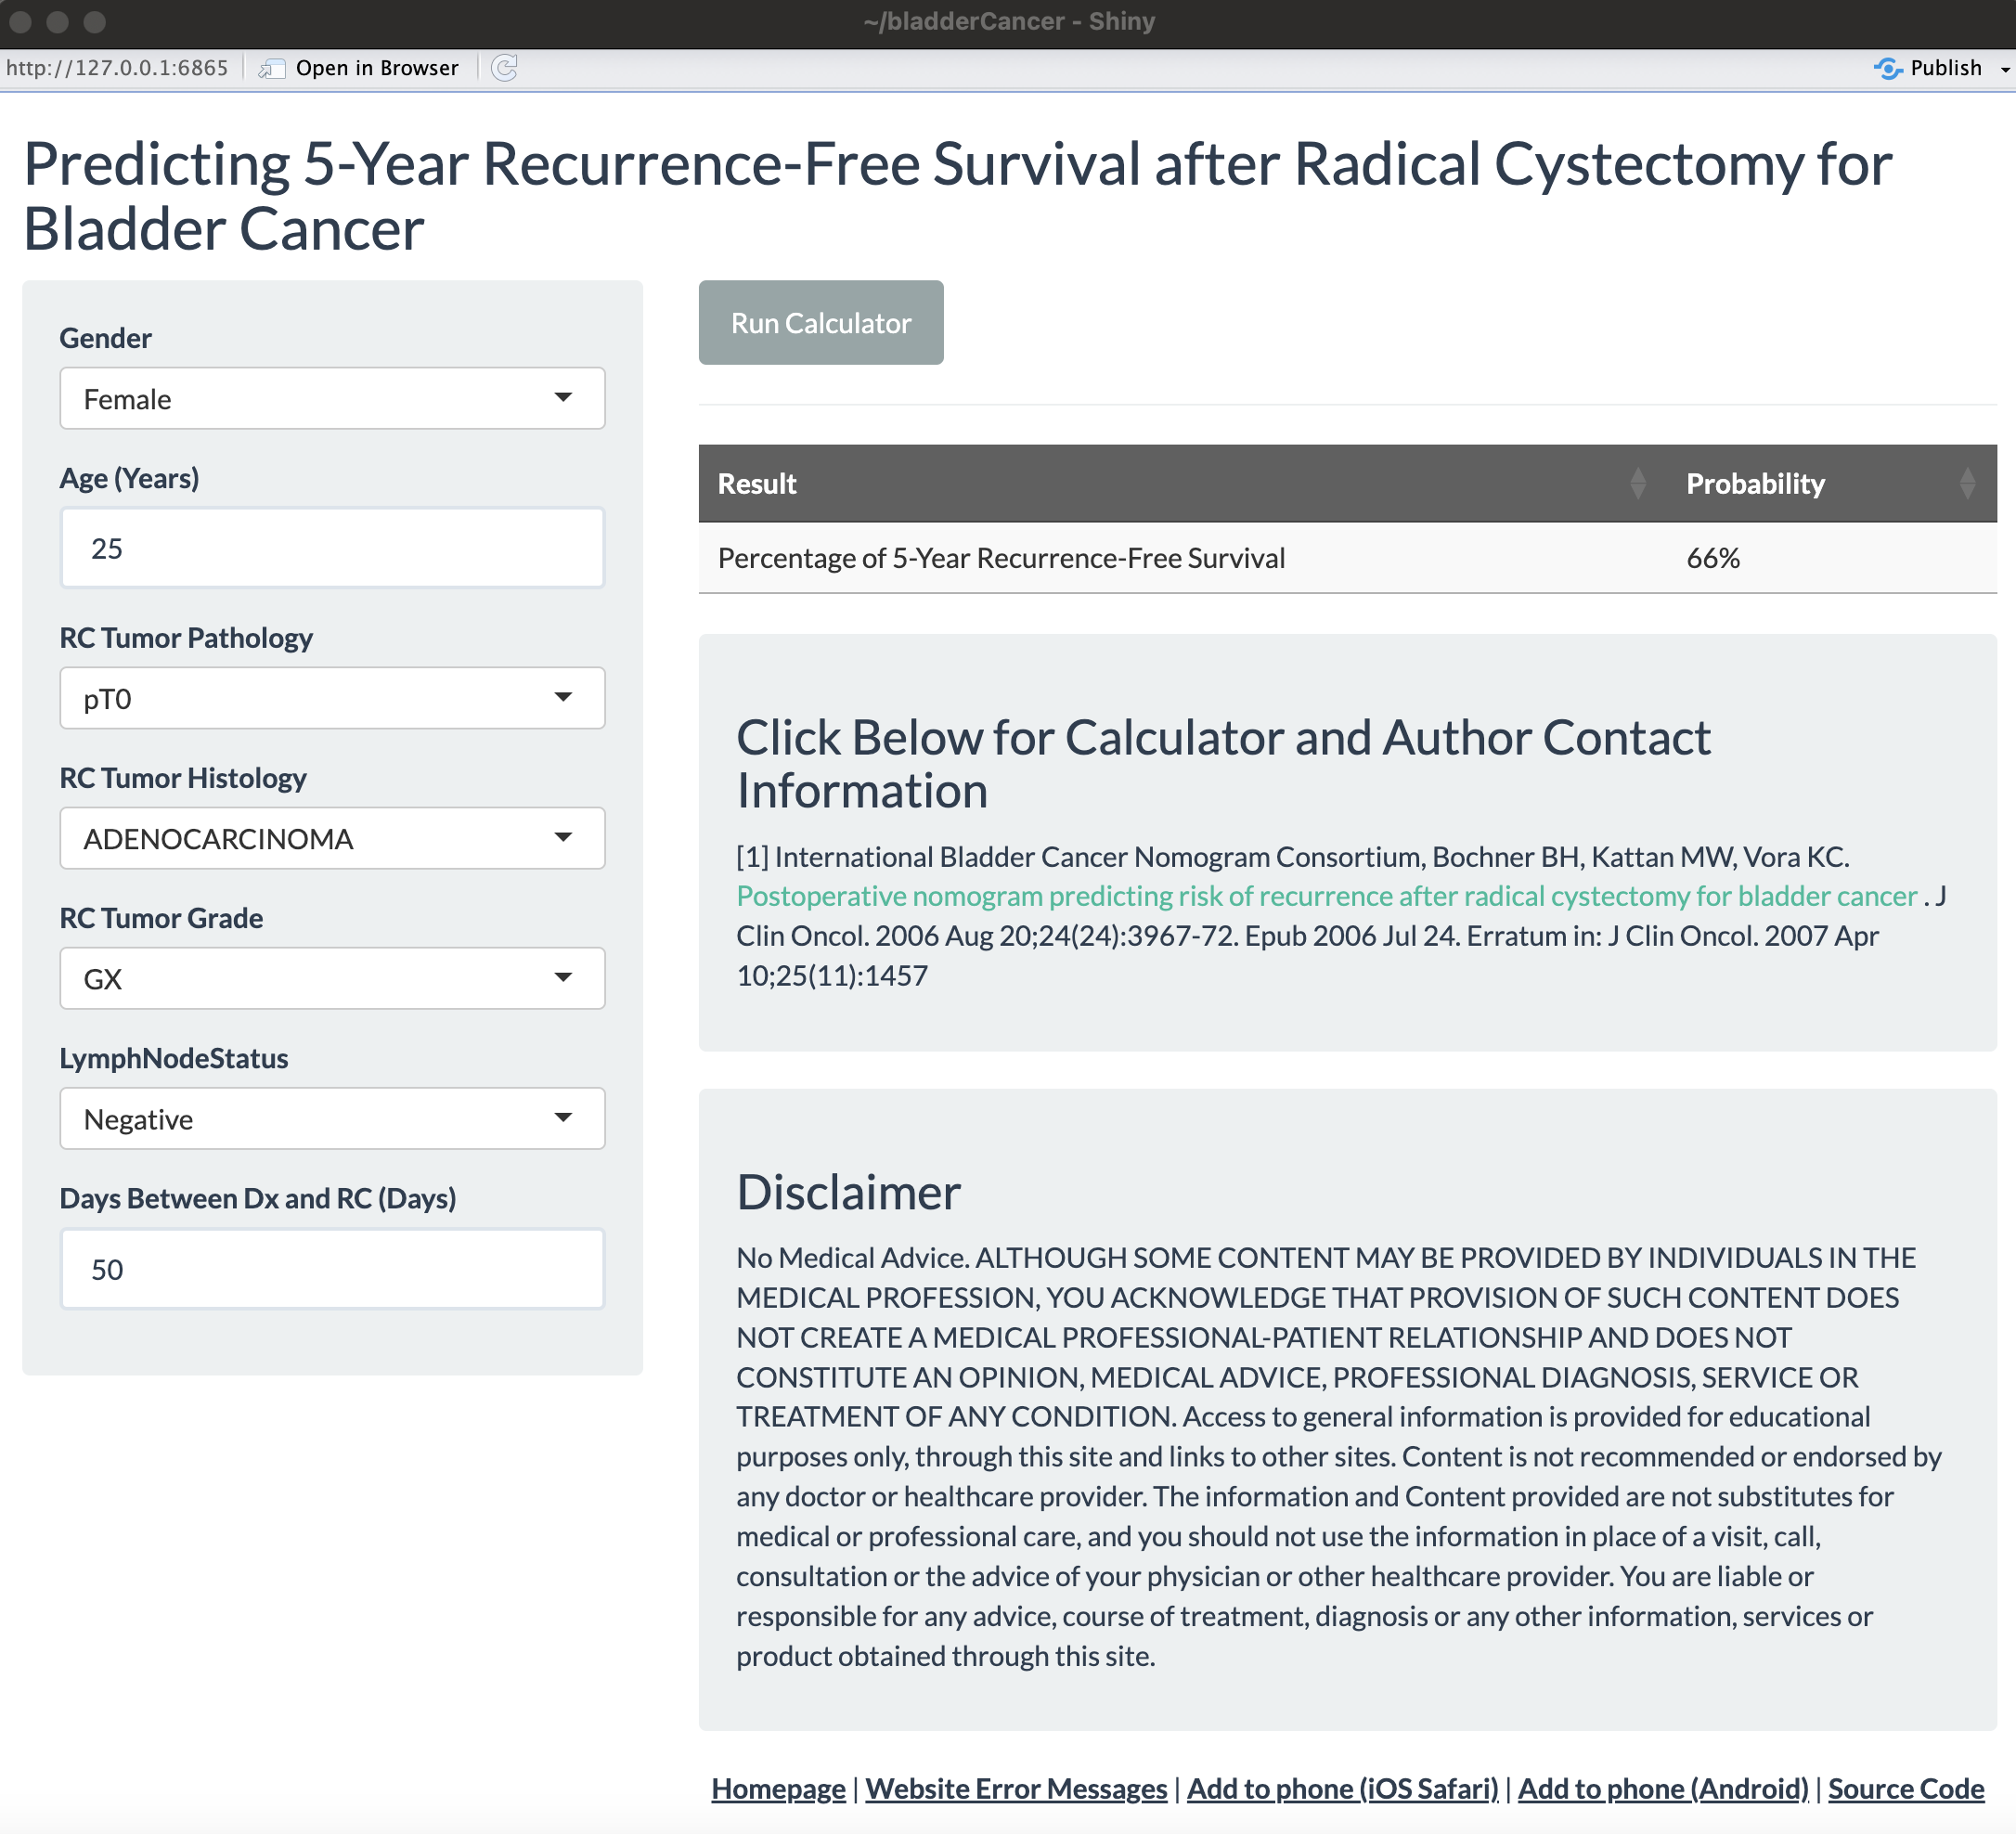 ~/bladderCancer - Shiny
http://127.0.0.1:6865
Open in Browser
Publish
Predicting 5-Year Recurrence-Free Survival after Radical Cystectomy for
Bladder Cancer
Gender
Female
Age (Years)
25
RC Tumor Pathology
pT0
RC Tumor Histology
ADENOCARCINOMA
RC Tumor Grade
GX
LymphNodeStatus
Negative
Days Between Dx and RC (Days)
50
Run Calculator
Result Probability
Percentage of 5-Year Recurrence-Free Survival 66%
Click Below for Calculator and Author Contact
Information
[1] International Bladder Cancer Nomogram Consortium, Bochner BH, Kattan MW, Vora KC.
Postoperative nomogram predicting risk of recurrence after radical cystectomy for bladder cancer . J
Clin Oncol. 2006 Aug 20;24(24):3967-72. Epub 2006 Jul 24. Erratum in: J Clin Oncol. 2007 Apr
10;25(11):1457
Disclaimer
No Medical Advice. ALTHOUGH SOME CONTENT MAY BE PROVIDED BY INDIVIDUALS IN THE
MEDICAL PROFESSION, YOU ACKNOWLEDGE THAT PROVISION OF SUCH CONTENT DOES
NOT CREATE A MEDICAL PROFESSIONAL-PATIENT RELATIONSHIP AND DOES NOT
CONSTITUTE AN OPINION, MEDICAL ADVICE, PROFESSIONAL DIAGNOSIS, SERVICE OR
TREATMENT OF ANY CONDITION. Access to general information is provided for educational
purposes only, through this site and links to other sites. Content is not recommended or endorsed by
any doctor or healthcare provider. The information and Content provided are not substitutes for
medical or professional care, and you should not use the information in place of a visit, call,
consultation or the advice of your physician or other healthcare provider. You are liable or
responsible for any advice, course of treatment, diagnosis or any other information, services or
product obtained through this site.
Homepage | Website Error Messages | Add to phone (iOS Safari) | Add to phone (Android) | Source Code